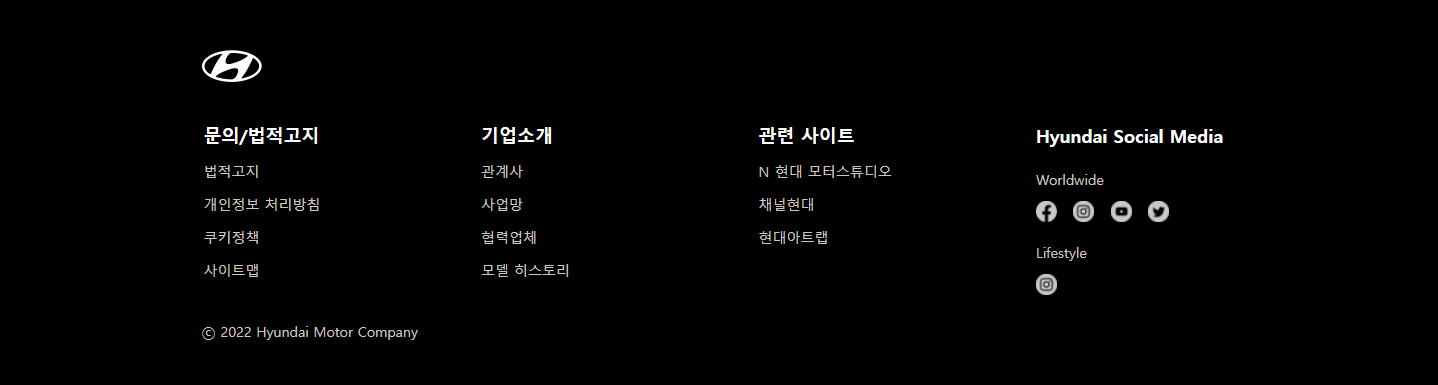 문의/법적고지
법적고지
개인정보 처리방침
쿠키정책
사이트맵
기업소개
관계사
사업망
협력업체
모델 히스토리
관련 사이트
N 현대 모터스튜디오
채널현대
현대아트랩
Hyundai Social Media
Worldwide
Lifestyle
© 2022 Hyundai Motor Company